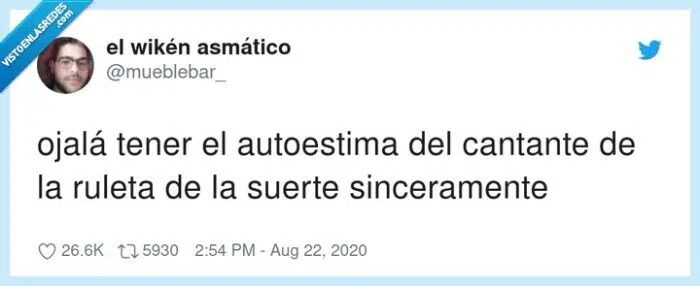 VISTOENLASREDES
.com
el wikén asmático
@mueblebar_
ojalá tener el autoestima del cantante de
la ruleta de la suerte sinceramente
26.6K 5930 2:54 PM - Aug 22, 2020